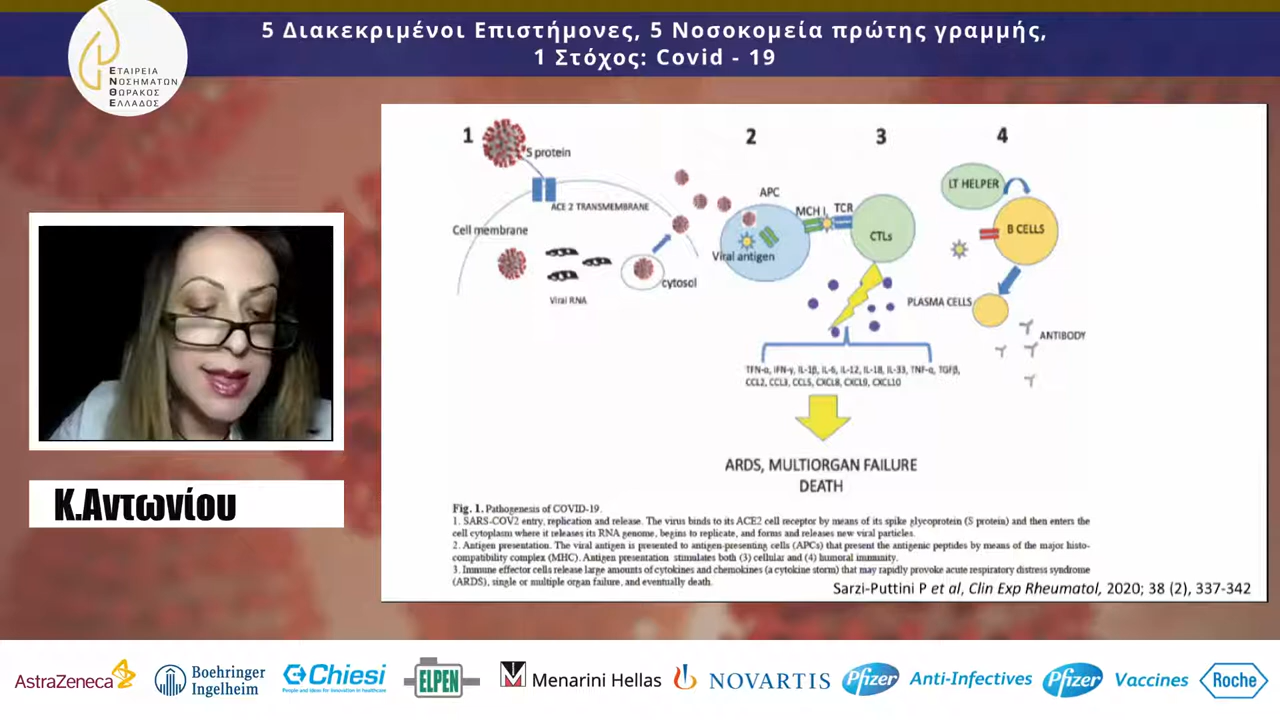 5 Διακεκριμένοι Επιστήμονες, 5 Νοσοκομεία πρώτης γραμμής,
1 Στόχος: Covid - 19
ΕΤΑΙΡΕΙΑ
ΝΟΣΗΜΑΤΩΝ
ΘΩΡΑΚΟΣ
ΕΛΛΑΔΟΣ
1
2
3
4
S protein
ACE 2 TRANSMEMBRANE
Cell membrane
Viral RNA
cytosol
APC
MCH I
TCR
Viral antigen
CTLs
LT HELPER
B CELLS
PLASMA CELLS
ANTIBODY
TFN-α, IFN-γ, IL-1β, IL-6, IL-12, IL-18, IL-33, TNF-α, TGFβ,
CCL2, CCL3, CCL5, CXCL8, CXCL9, CXCL10
ARDS, MULTIORGAN FAILURE
DEATH
Fig. 1. Pathogenesis of COVID-19.
1. SARS-COV2 entry, replication and release. The virus binds to its ACE2 cell receptor by means of its spike glycoprotein (S protein) and then enters the
cell cytoplasm where it releases its RNA genome, begins to replicate, and forms and releases new viral particles.
2. Antigen presentation. The viral antigen is presented to antigen-presenting cells (APCs) that present the antigenic peptides by means of the major histo-
compatibility complex (MHC). Antigen presentation stimulates both (3) cellular and (4) humoral immunity.
3. Immune effector cells release large amounts of cytokines and chemokines (a cytokine storm) that may rapidly provoke acute respiratory distress syndrome
(ARDS), single or multiple organ failure, and eventually death.
Sarzi-Puttini P et al, Clin Exp Rheumatol, 2020; 38 (2), 337-342
Κ.Αντωνίου
AstraZeneca
Boehringer
Ingelheim
Chiesi
People and ideas for innovation in healthcare
ELPEN
Menarini Hellas
NOVARTIS
Pfizer
Anti-Infectives
Pfizer
Vaccines
Roche